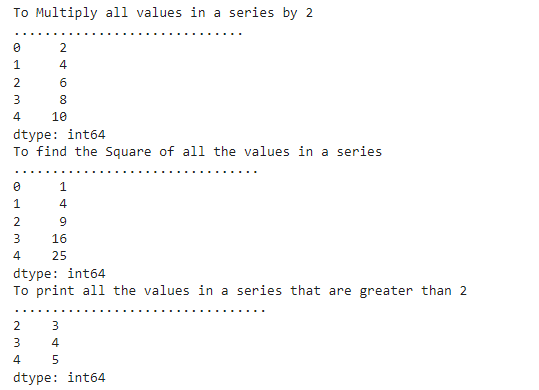 To Multiply all values in a series by 2
..............................
0 2
1 4
2 6
3 8
4 10
dtype: int64
To find the Square of all the values in a series
................................
0 1
1 4
2 9
3 16
4 25
dtype: int64
To print all the values in a series that are greater than 2
.................................
2 3
3 4
4 5
dtype: int64